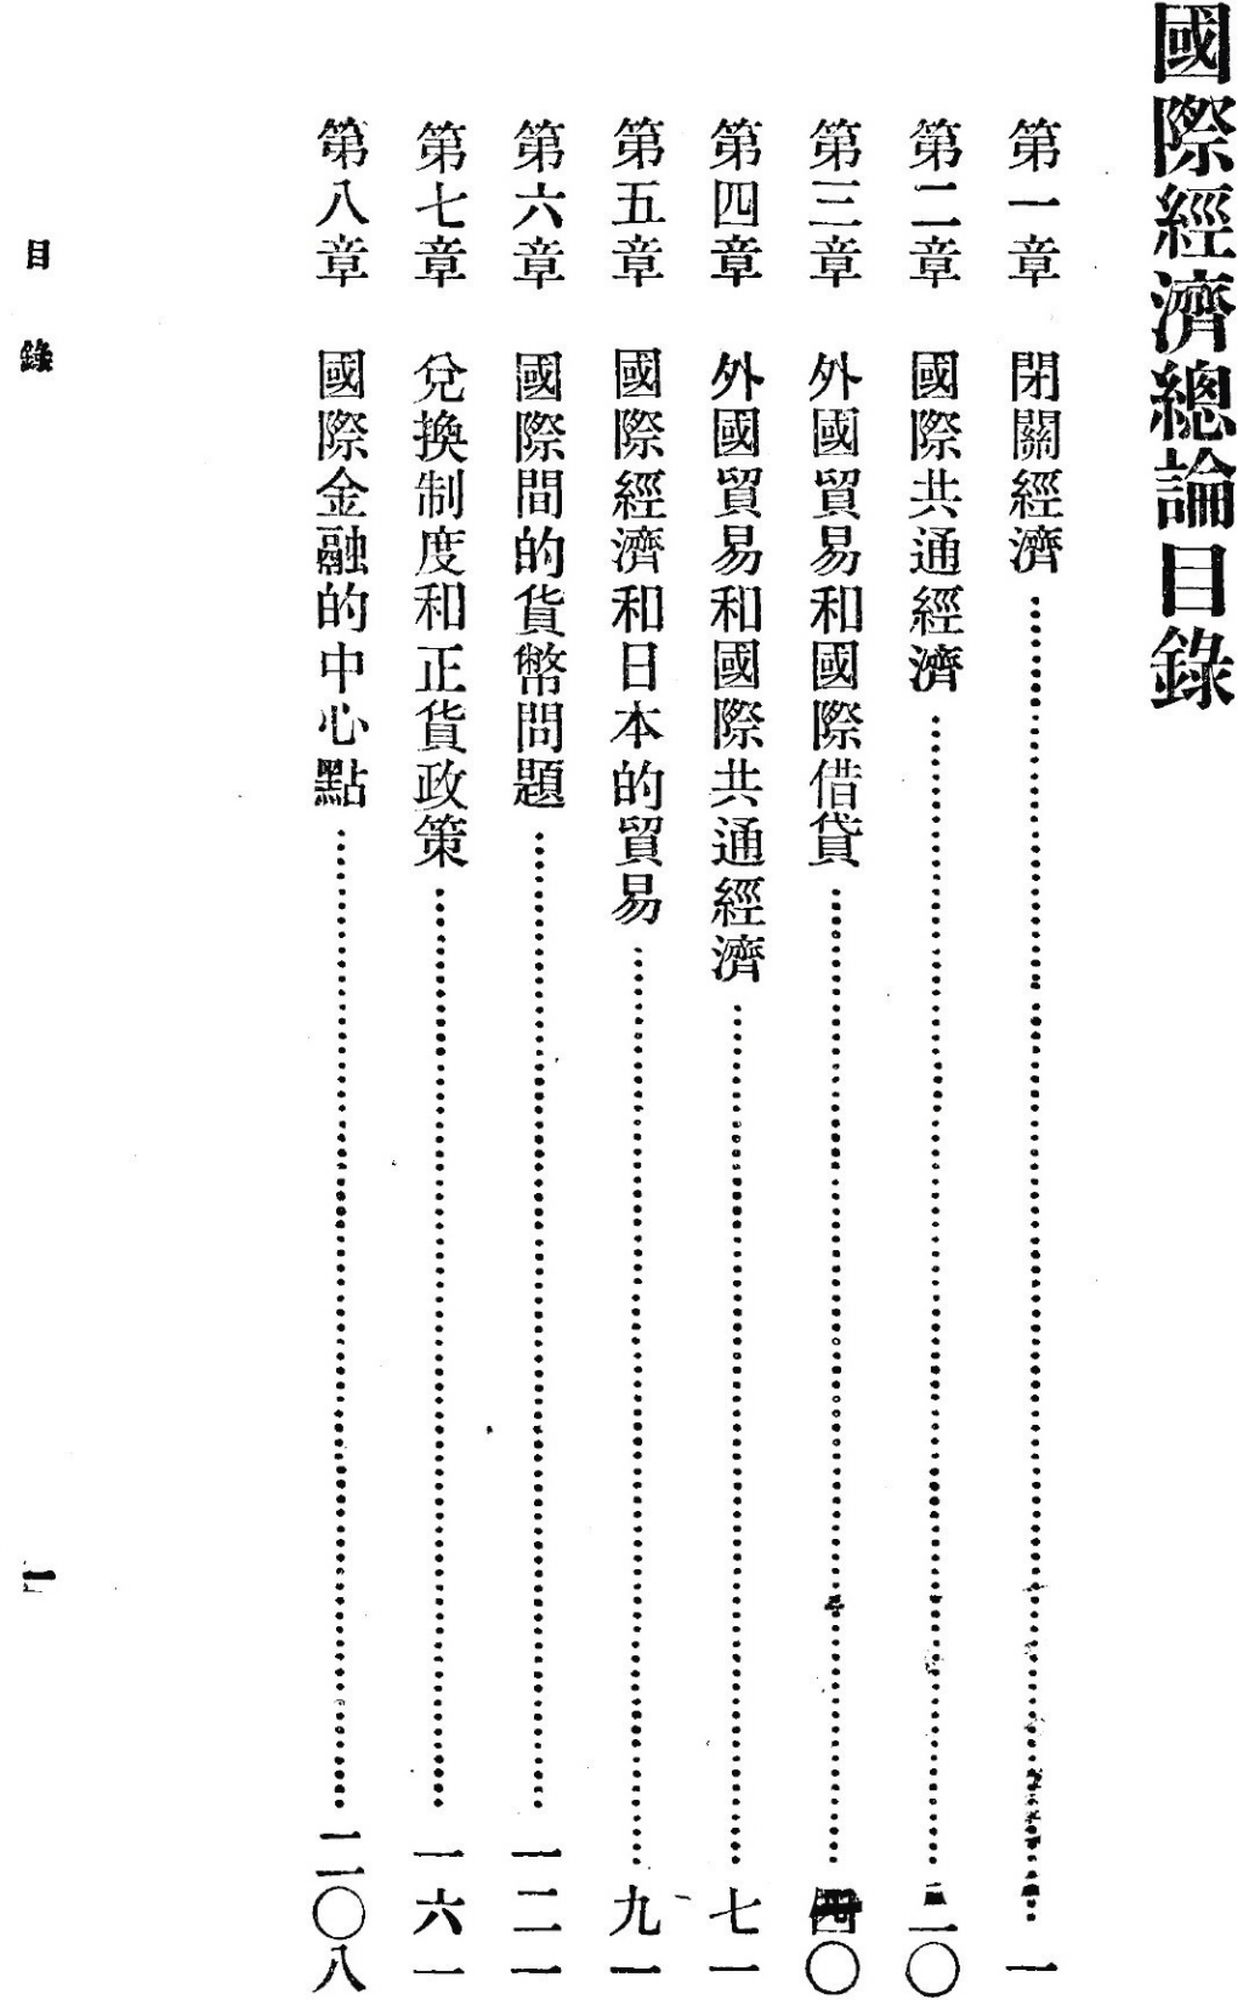 國際經濟總論目錄
第一章 閉關經濟……一
第二章 國際共通經濟……二〇
第三章 外國貿易和國際借貸……四〇
第四章 外國貿易和國際共通經濟……七一
第五章 國際經濟和日本的貿易……九一
第六章 國際間的貨幣問題……一二一
第七章 兌換制度和正貨政策……一六一
第八章 國際金融的中心點……二〇八
目錄
一